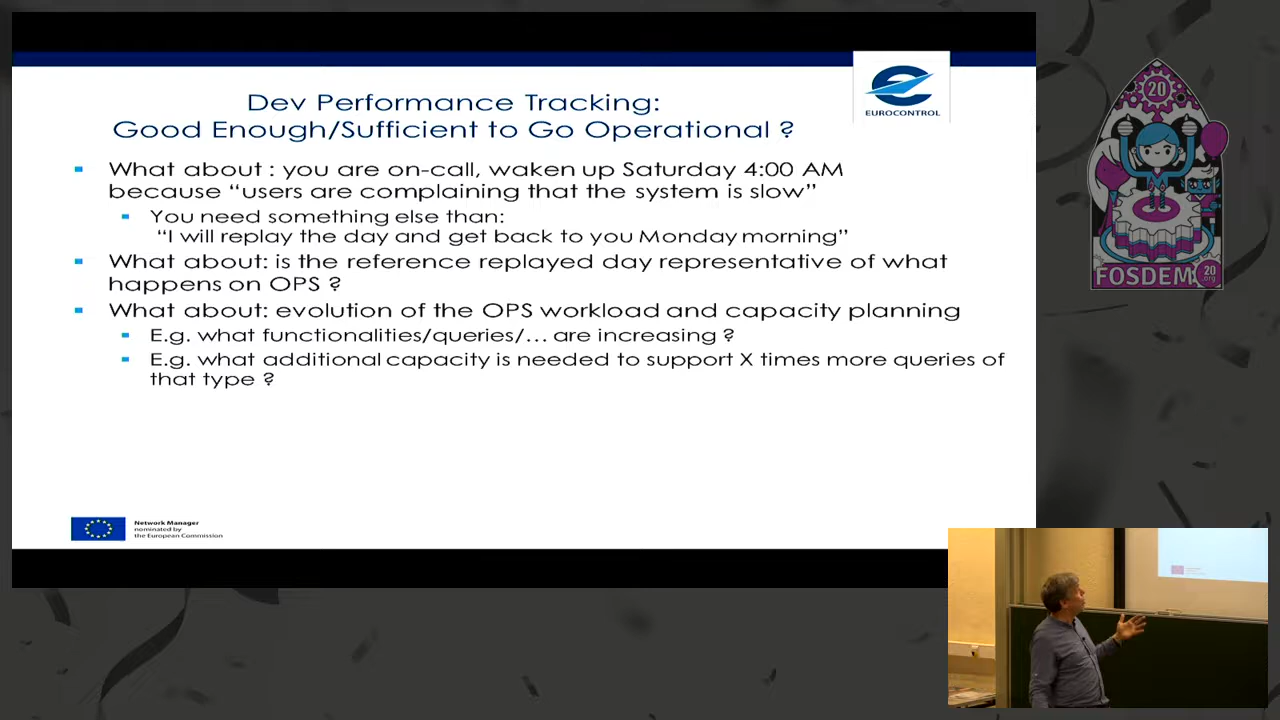 Dev Performance Tracking:
Good Enough/Sufficient to Go Operational ?
EUROCONTROL
▪ What about : you are on-call, waken up Saturday 4:00 AM
because “users are complaining that the system is slow”
▪ You need something else than:
“I will replay the day and get back to you Monday morning”
▪ What about: is the reference replayed day representative of what
happens on OPS ?
▪ What about: evolution of the OPS workload and capacity planning
▪ E.g. what functionalities/queries/… are increasing ?
▪ E.g. what additional capacity is needed to support X times more queries of
that type ?
Network Manager
nominated by
the European Commission
20
FOSDEM
20
.org